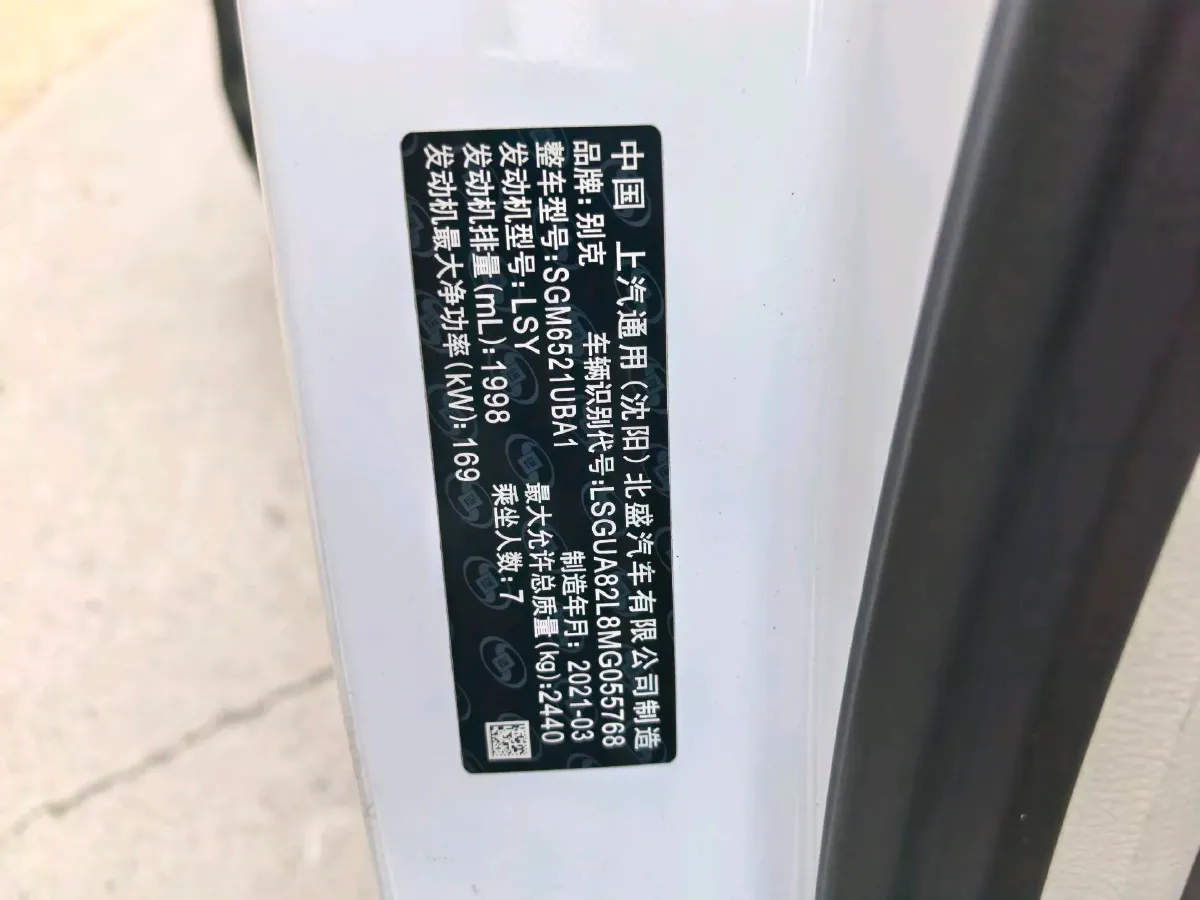 中国 上汽通用(沈阳)北盛汽车有限公司制造
品牌:别克 车辆识别代号:LSGUA82L8MG055768
整车型号:SGM6521UBA1 制造年月:2021-03
发动机型号:LSY 最大允许总质量(kg):2440
发动机排量(mL):1998 乘坐人数:7
发动机最大净功率(kW):169